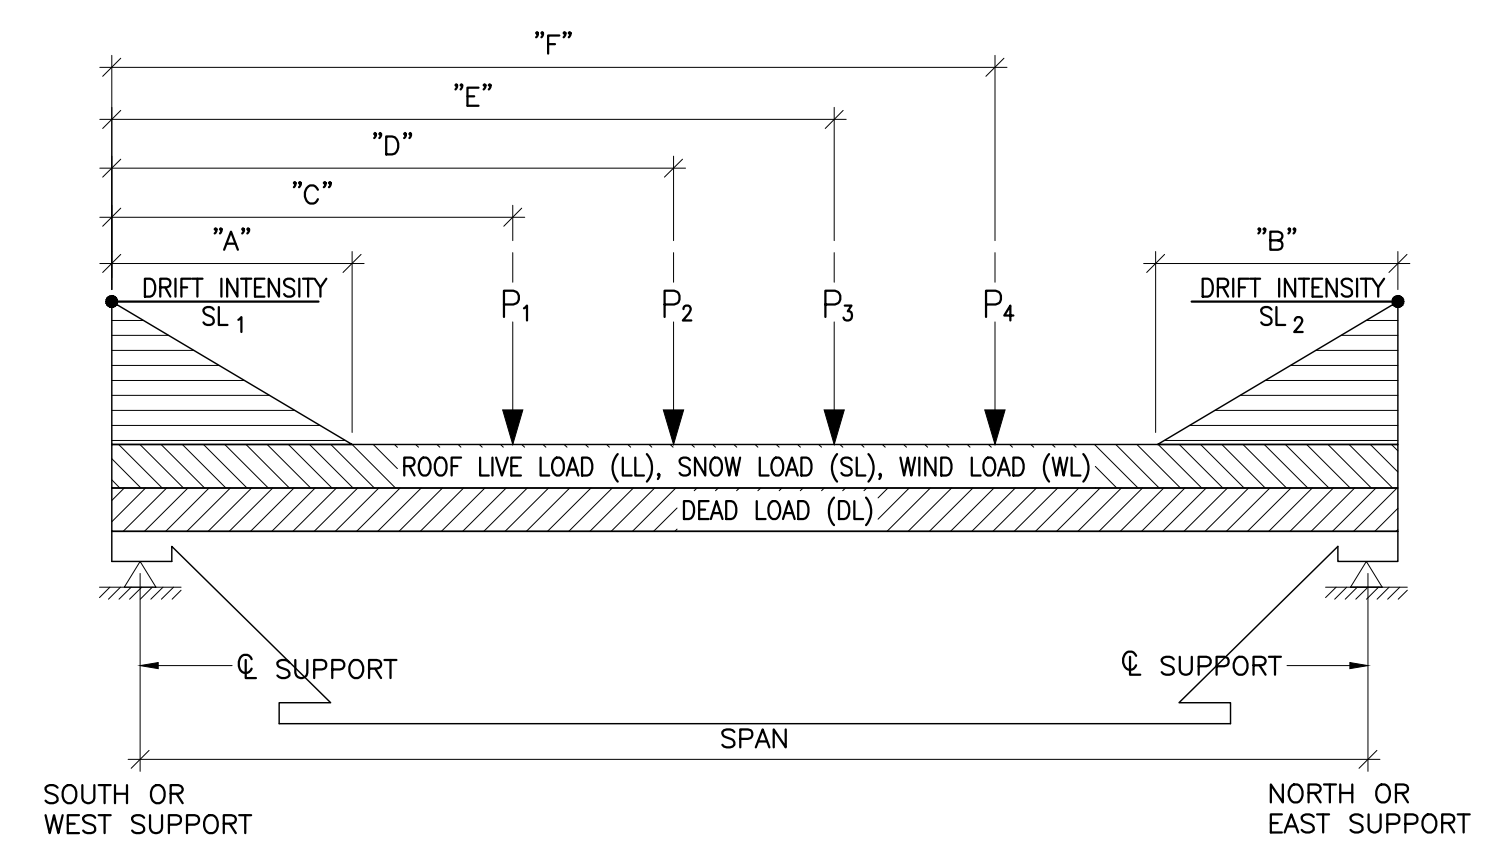 "F"
"E"
"D"
"C"
"A"
"B"
DRIFT INTENSITY
SL 1
P1
P2
P3
P4
DRIFT INTENSITY
SL 2
ROOF LIVE LOAD (LL), SNOW LOAD (SL), WIND LOAD (WL)
DEAD LOAD (DL)
℄ SUPPORT
℄ SUPPORT
SPAN
SOUTH OR
WEST SUPPORT
NORTH OR
EAST SUPPORT